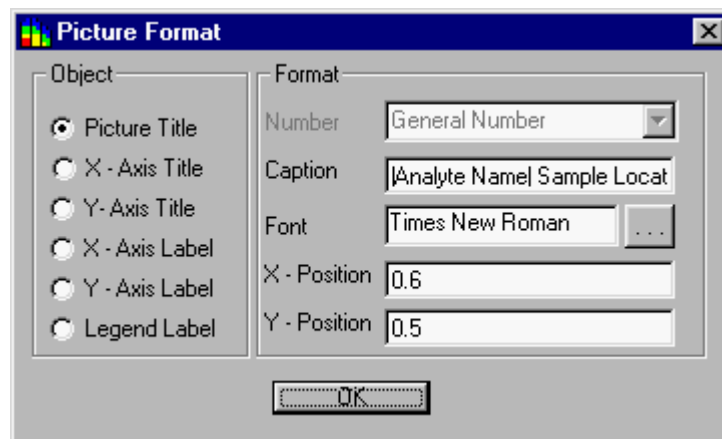 Picture Format
Object
Picture Title
X - Axis Title
Y- Axis Title
X - Axis Label
Y - Axis Label
Legend Label
Format
Number General Number
Caption |Analyte Name| Sample Locat
Font Times New Roman ...
X - Position 0.6
Y - Position 0.5
OK